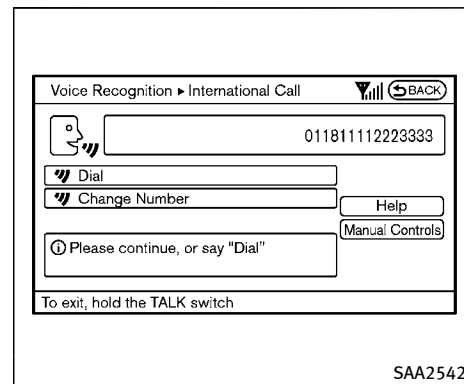 Voice Recognition ▸ International Call BACK
011811112223333
Dial
Change Number
Help
Manual Controls
Please continue, or say "Dial"
To exit, hold the TALK switch
SAA2542